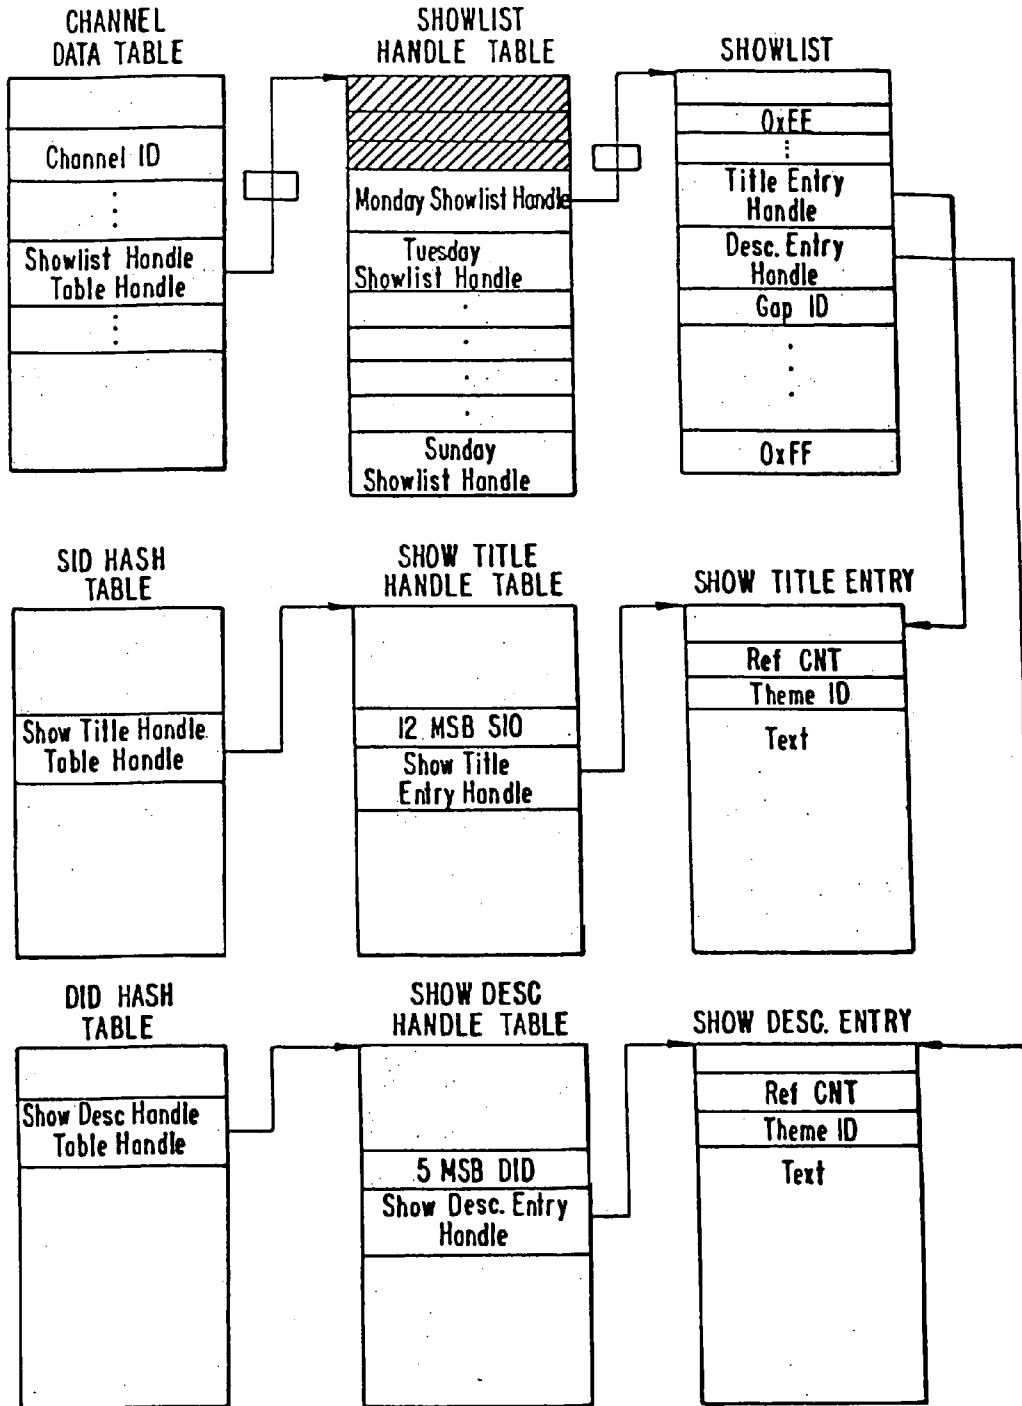 CHANNEL
DATA TABLE
Channel ID
Showlist Handle
Table Handle
SHOWLIST
HANDLE TABLE
Monday Showlist Handle
Tuesday
Showlist Handle
Sunday
Showlist Handle
SHOWLIST
0xEE
Title Entry
Handle
Desc. Entry
Handle
Gap ID
0xFF
SID HASH
TABLE
Show Title Handle
Table Handle
SHOW TITLE
HANDLE TABLE
12 MSB SIO
Show Title
Entry Handle
SHOW TITLE ENTRY
Ref CNT
Theme ID
Text
DID HASH
TABLE
Show Desc Handle
Table Handle
SHOW DESC
HANDLE TABLE
5 MSB DID
Show Desc. Entry
Handle
SHOW DESC. ENTRY
Ref CNT
Theme ID
Text